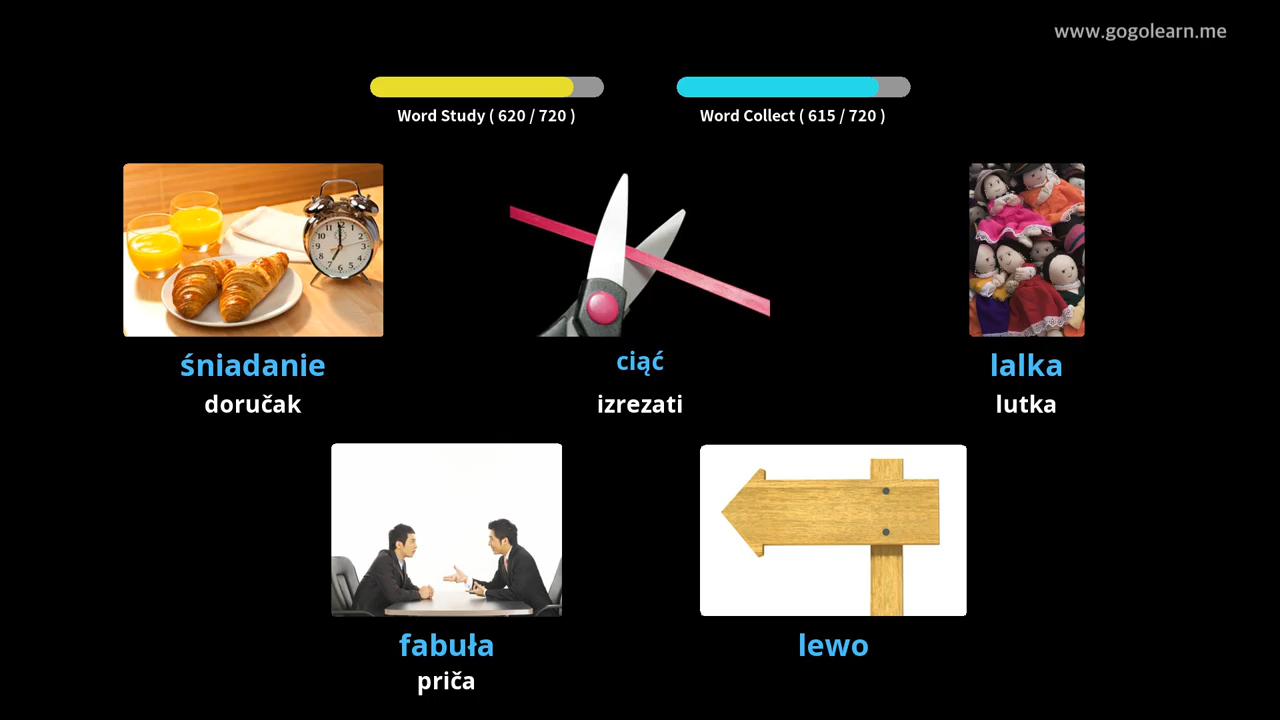 www.gogolearn.me
Word Study ( 620 / 720 )
Word Collect ( 615 / 720 )
śniadanie
doručak
ciąć
izrezati
lalka
lutka
fabuła
priča
lewo